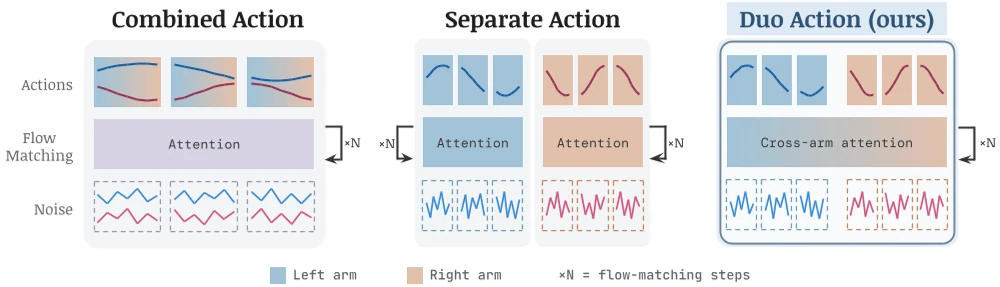 Combined Action
Separate Action
Duo Action (ours)
Actions
Flow
Matching
Attention
×N
×N
Attention
Attention
×N
Cross-arm attention
×N
Noise
Left arm
Right arm
×N = flow-matching steps